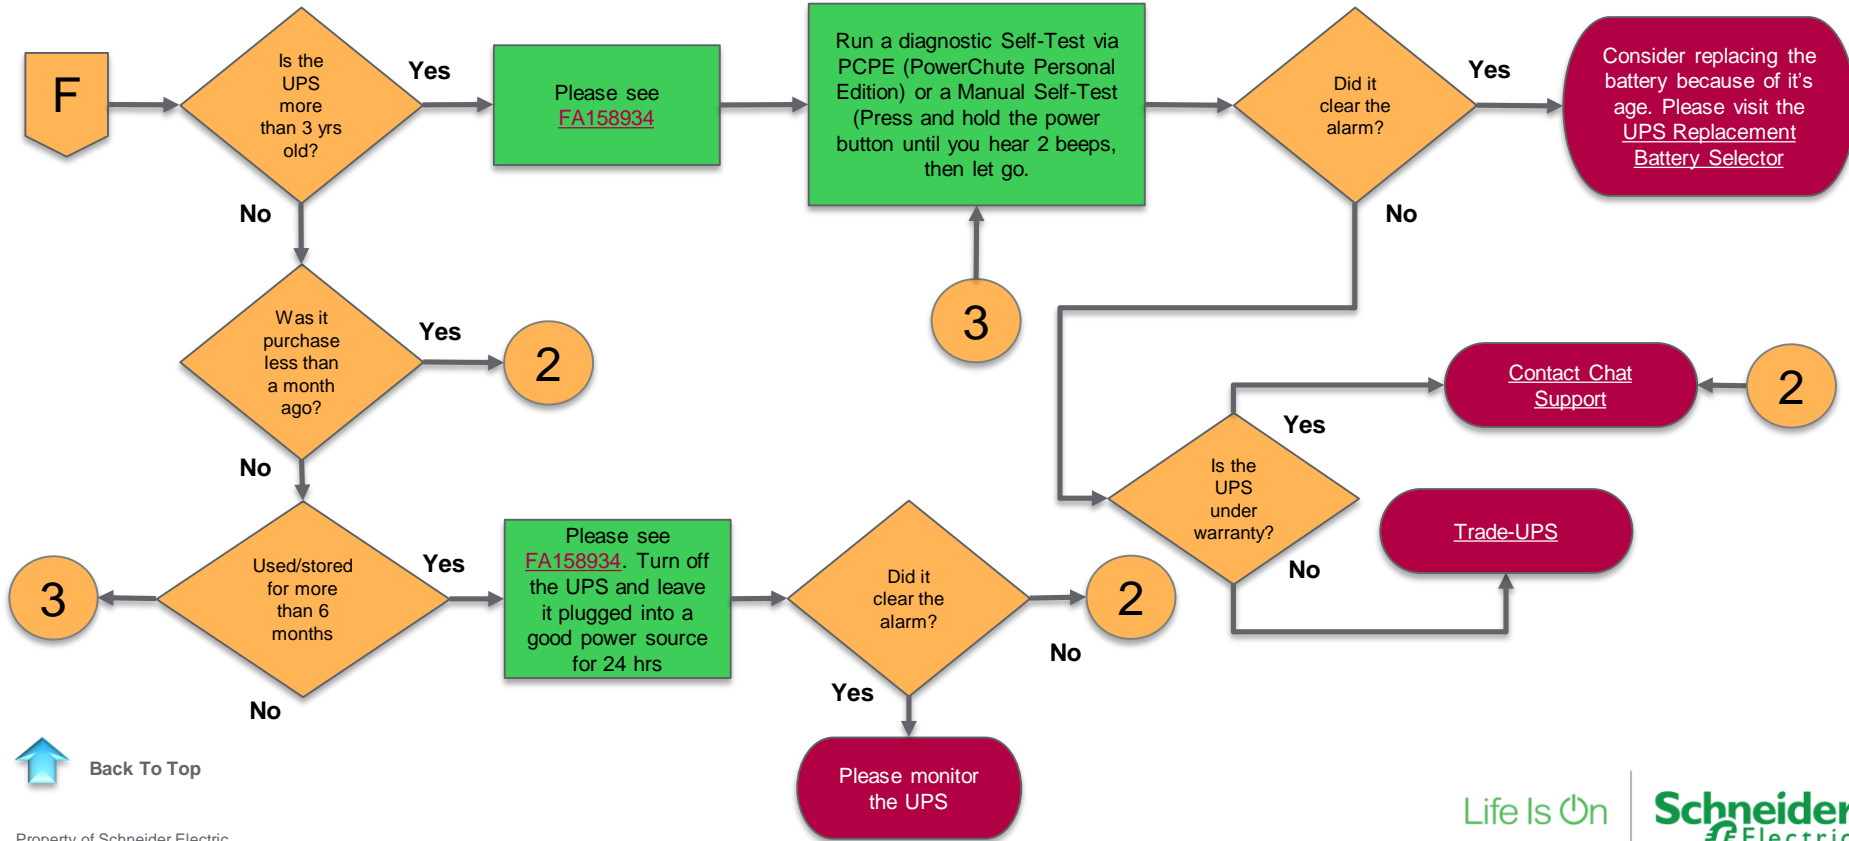 F
Is the
UPS
more
than 3 yrs
old?
Yes
No
Please see
FA158934
Run a diagnostic Self-Test via
PCPE (PowerChute Personal
Edition) or a Manual Self-Test
(Press and hold the power
button until you hear 2 beeps,
then let go.
Did it
clear the
alarm?
Yes
No
Consider replacing the
battery because of it's
age. Please visit the
UPS Replacement
Battery Selector
Was it
purchase
less than
a month
ago?
Yes
2
No
3
Contact Chat
Support
2
Is the
UPS
under
warranty?
Yes
No
Trade-UPS
3
Used/stored
for more
than 6
months
Yes
No
Please see
FA158934. Turn off
the UPS and leave
it plugged into a
good power source
for 24 hrs
Did it
clear the
alarm?
2
No
Yes
Please monitor
the UPS
Back To Top
Property of Schneider Electric
Life Is On
Schneider
Electric